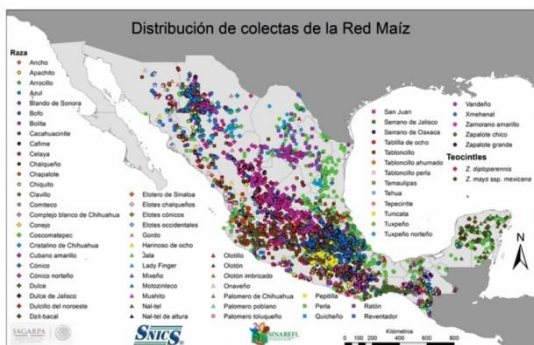 Distribución de colectas de la Red Maíz
Raza
Ancho
Apachito
Arrocillo
Azul
Blando de Sonora
Bofo
Bolita
Cacahuacintle
Cafime
Celaya
Chalqueño
Chapalote
Chiquito
Clavillo
Comiteco
Complejo blanco de Chihuahua
Conejo
Coscomatepec
Cristalino de Chihuahua
Cubano amarillo
Cónico
Cónico norteño
Dulce
Dulce de Jalisco
Dulcillo del noroeste
Dzit-bacal
Elotero de Sinaloa
Elotes chalqueños
Elotes cónicos
Elotes occidentales
Gordo
Harinoso de ocho
Jala
Lady Finger
Mixeño
Motozinteco
Mushito
Nal-tel
Nal-tel de altura
Olotillo
Olotón
Olotón imbricado
Onaveño
Palomero de Chihuahua
Palomero poblano
Palomero toluqueño
Pepitilla
Perla
Quicheño
Ratón
Reventador
San Juan
Serrano de Jalisco
Serrano de Oaxaca
Tablilla de ocho
Tabloncillo
Tabloncillo ahumado
Tabloncillo perla
Tamaulipas
Tehua
Tepecintle
Tunicata
Tuxpeño
Tuxpeño norteño
Vandeño
Xmehenal
Zamorano amarillo
Zapalote chico
Zapalote grande
Teocintles
Z. diploperennis
Z. mays ssp. mexicana
N
Kilómetros
0 200 400 600 800
SAGARPA
SNICS
SINAREFI